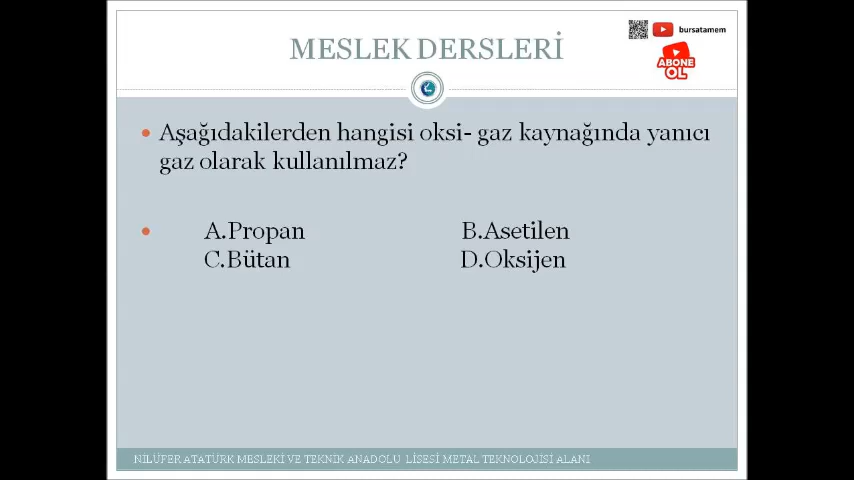 bursatamem
ABONE
OL
MESLEK DERSLERİ
Aşağıdakilerden hangisi oksi- gaz kaynağında yanıcı
gaz olarak kullanılmaz?
A.Propan B.Asetilen
C.Bütan D.Oksijen
NİLÜFER ATATÜRK MESLEKİ VE TEKNİK ANADOLU LİSESİ METAL TEKNOLOJİSİ ALANI